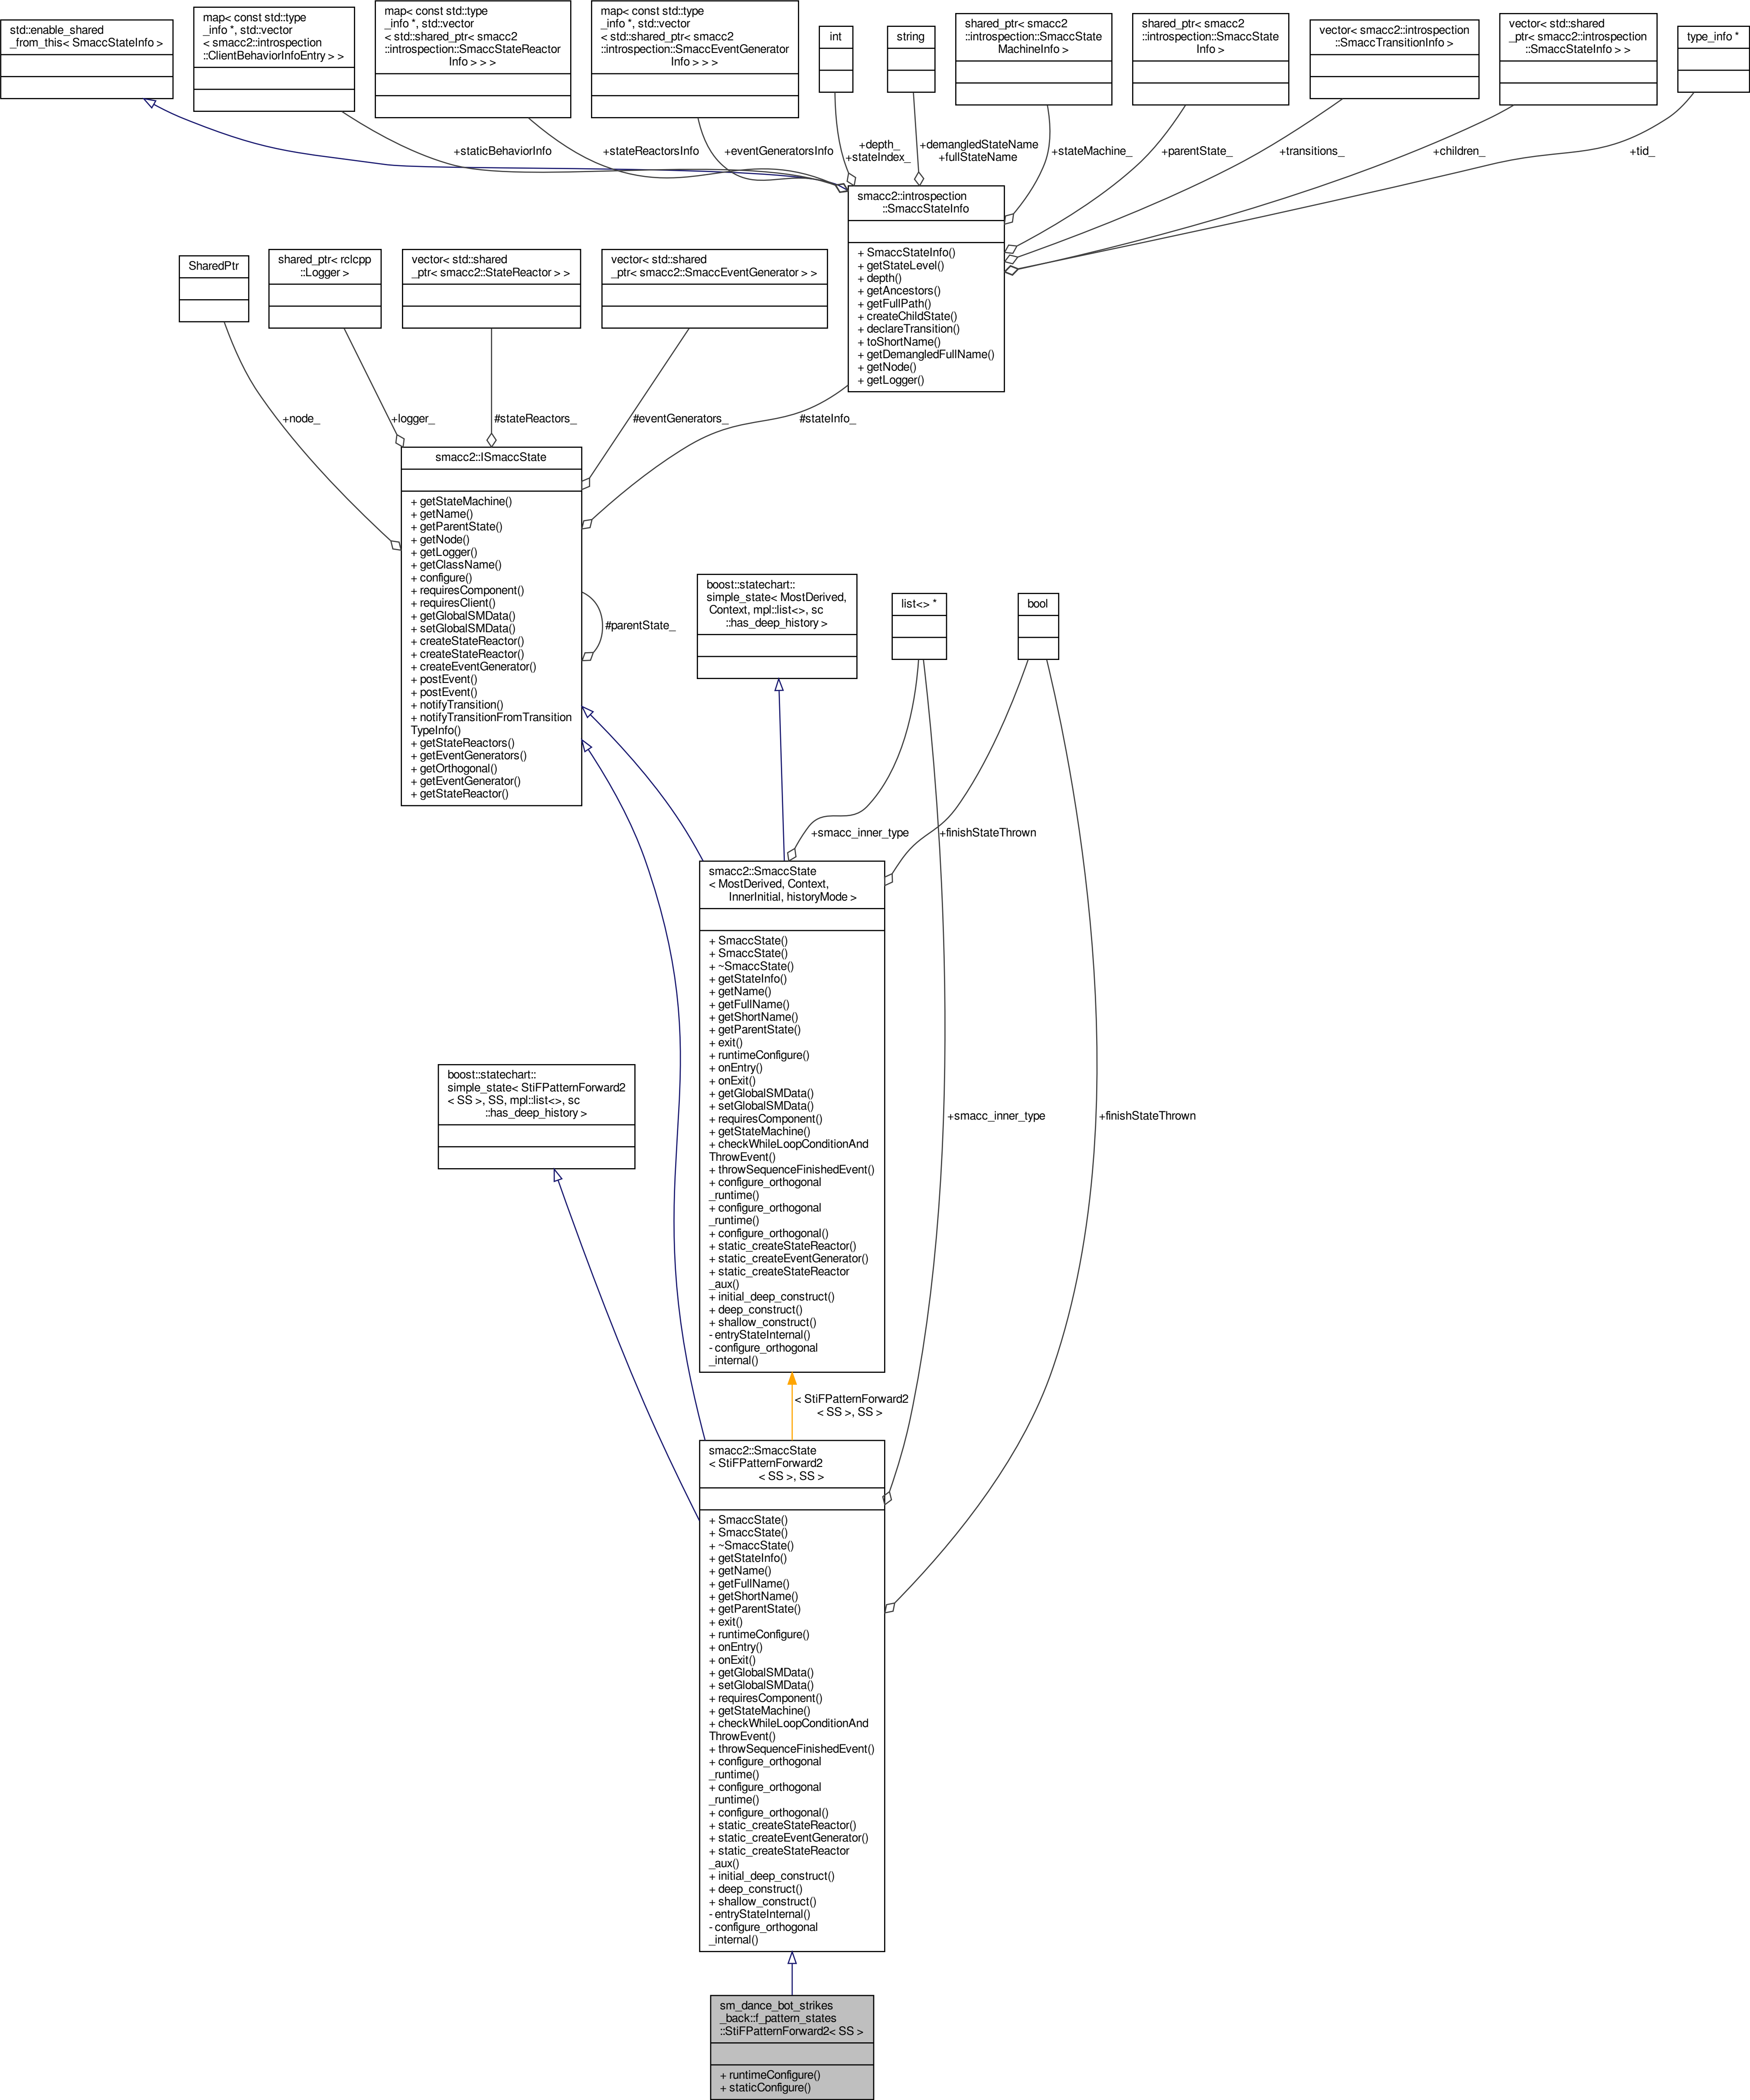 std::enable_shared
_from_this< SmaccStateInfo >
map< const std::type
_info *, std::vector
< smacc2::introspection
::ClientBehaviorInfoEntry > >
map< const std::type
_info *, std::vector
< std::shared_ptr< smacc2
::introspection::SmaccStateReactor
Info > > >
map< const std::type
_info *, std::vector
< std::shared_ptr< smacc2
::introspection::SmaccEventGenerator
Info > > >
int
string
shared_ptr< smacc2
::introspection::SmaccState
MachineInfo >
shared_ptr< smacc2
::introspection::SmaccState
Info >
vector< smacc2::introspection
::SmaccTransitionInfo >
vector< std::shared
_ptr< smacc2::introspection
::SmaccStateInfo > >
type_info *
+staticBehaviorInfo
+stateReactorsInfo
+eventGeneratorsInfo
+depth_
+stateIndex_
+demangledStateName
+fullStateName
+stateMachine_
+parentState_
+transitions_
+children_
+tid_
smacc2::introspection
::SmaccStateInfo
+ SmaccStateInfo()
+ getStateLevel()
+ depth()
+ getAncestors()
+ getFullPath()
+ createChildState()
+ declareTransition()
+ toShortName()
+ getDemangledFullName()
+ getNode()
+ getLogger()
SharedPtr
shared_ptr< rclcpp
::Logger >
vector< std::shared
_ptr< smacc2::StateReactor > >
vector< std::shared
_ptr< smacc2::SmaccEventGenerator > >
+node_
+logger_
#stateReactors_
#eventGenerators_
#stateInfo_
smacc2::ISmaccState
+ getStateMachine()
+ getName()
+ getParentState()
+ getNode()
+ getLogger()
+ getClassName()
+ configure()
+ requiresComponent()
+ requiresClient()
+ getGlobalSMData()
+ setGlobalSMData()
+ createStateReactor()
+ createStateReactor()
+ createEventGenerator()
+ postEvent()
+ postEvent()
+ notifyTransition()
+ notifyTransitionFromTransition
TypeInfo()
+ getStateReactors()
+ getEventGenerators()
+ getOrthogonal()
+ getEventGenerator()
+ getStateReactor()
#parentState_
boost::statechart::
simple_state< MostDerived,
Context, mpl::list<>, sc
::has_deep_history >
list<> *
bool
+smacc_inner_type
+finishStateThrown
smacc2::SmaccState
< MostDerived, Context,
InnerInitial, historyMode >
+ SmaccState()
+ SmaccState()
+ ~SmaccState()
+ getStateInfo()
+ getName()
+ getFullName()
+ getShortName()
+ getParentState()
+ exit()
+ runtimeConfigure()
+ onEntry()
+ onExit()
+ getGlobalSMData()
+ setGlobalSMData()
+ requiresComponent()
+ getStateMachine()
+ checkWhileLoopConditionAnd
ThrowEvent()
+ throwSequenceFinishedEvent()
+ configure_orthogonal
_runtime()
+ configure_orthogonal
_runtime()
+ configure_orthogonal()
+ static_createStateReactor()
+ static_createEventGenerator()
+ static_createStateReactor
_aux()
+ initial_deep_construct()
+ deep_construct()
+ shallow_construct()
- entryStateInternal()
- configure_orthogonal
_internal()
boost::statechart::
simple_state< StiFPatternForward2
< SS >, SS, mpl::list<>, sc
::has_deep_history >
+smacc_inner_type
+finishStateThrown
< StiFPatternForward2
< SS >, SS >
smacc2::SmaccState
< StiFPatternForward2
< SS >, SS >
+ SmaccState()
+ SmaccState()
+ ~SmaccState()
+ getStateInfo()
+ getName()
+ getFullName()
+ getShortName()
+ getParentState()
+ exit()
+ runtimeConfigure()
+ onEntry()
+ onExit()
+ getGlobalSMData()
+ setGlobalSMData()
+ requiresComponent()
+ getStateMachine()
+ checkWhileLoopConditionAnd
ThrowEvent()
+ throwSequenceFinishedEvent()
+ configure_orthogonal
_runtime()
+ configure_orthogonal
_runtime()
+ configure_orthogonal()
+ static_createStateReactor()
+ static_createEventGenerator()
+ static_createStateReactor
_aux()
+ initial_deep_construct()
+ deep_construct()
+ shallow_construct()
- entryStateInternal()
- configure_orthogonal
_internal()
sm_dance_bot_strikes
_back::f_pattern_states
::StiFPatternForward2< SS >
+ runtimeConfigure()
+ staticConfigure()